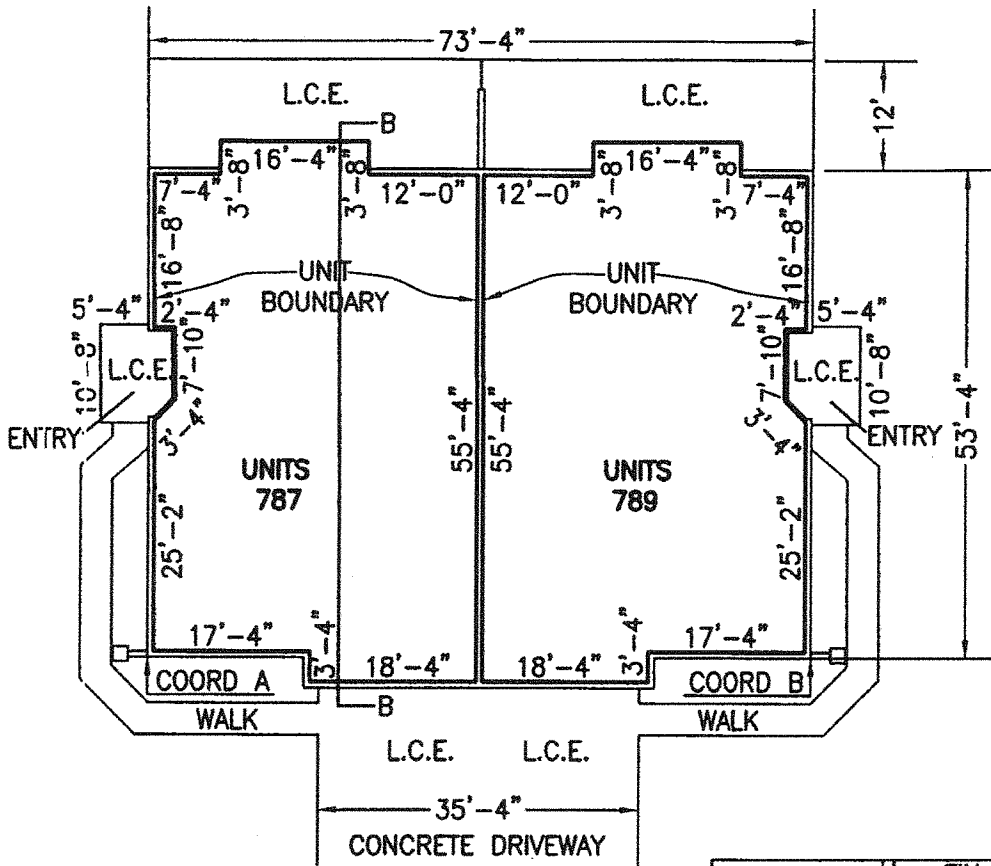 73'-4"
L.C.E. L.C.E.
12'-
B
16'-4" 16'-4"
3'-8" 3'-8" 3'-8" 3'-8"
7'-4" 12'-0" 12'-0" 7'-4"
16'-8" 16'-8"
UNIT BOUNDARY
UNIT BOUNDARY
5'-4" 2'-4" 2'-4" 5'-4"
10'-8" L.C.E. 7'-10" 7'-10" L.C.E. 10'-8"
ENTRY 3'-4" 3'-4" ENTRY
53'-4"
55'-4" 55'-4"
UNITS 787
UNITS 789
25'-2" 25'-2"
17'-4" 3'-4" 3'-4" 17'-4"
18'-4" 18'-4"
COORD A COORD B
B
WALK WALK
L.C.E. L.C.E.
35'-4"
CONCRETE DRIVEWAY